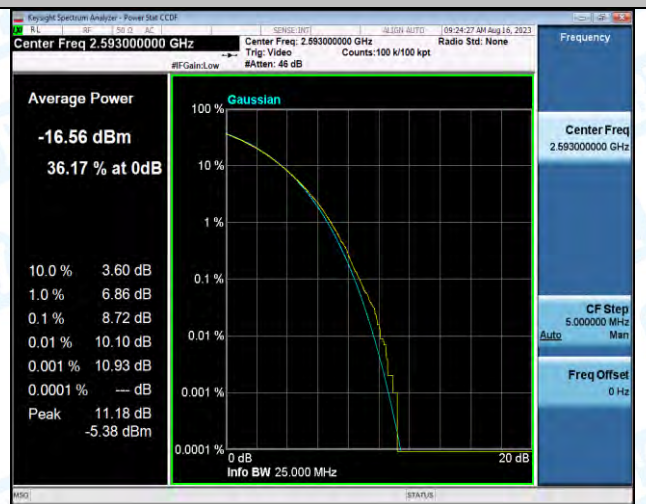 Keysight Spectrum Analyzer - Power Stat CCDF
RL RF 50 Ω AC SENSE:INT ALIGN AUTO 09:24:27 AM Aug 16, 2023
Center Freq 2.593000000 GHz
Center Freq: 2.593000000 GHz Radio Std: None
Trig: Video Counts:100 k/100 kpt
#IFGain:Low #Atten: 46 dB
Frequency
Average Power
-16.56 dBm
36.17 % at 0dB
10.0 % 3.60 dB
1.0 % 6.86 dB
0.1 % 8.72 dB
0.01 % 10.10 dB
0.001 % 10.93 dB
0.0001 % --- dB
Peak 11.18 dB
-5.38 dBm
Gaussian
100 %
10 %
1 %
0.1 %
0.01 %
0.001 %
0.0001 %
0 dB 20 dB
Info BW 25.000 MHz
Center Freq
2.593000000 GHz
CF Step
5.000000 MHz
Auto Man
Freq Offset
0 Hz
MSG STATUS